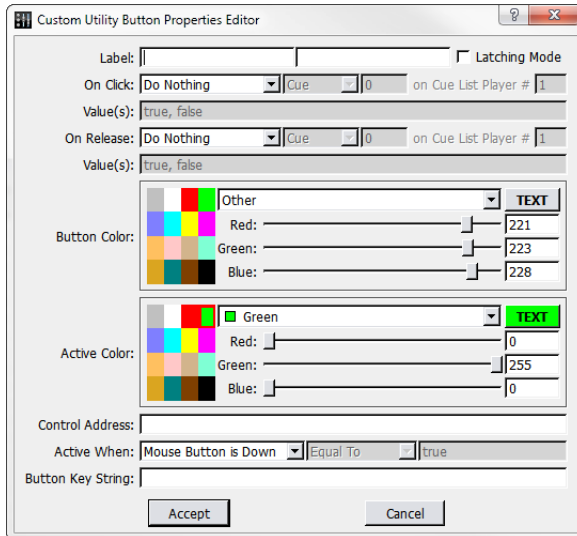 Custom Utility Button Properties Editor
Label: Latching Mode
On Click: Do Nothing Cue 0 on Cue List Player # 1
Value(s): true, false
On Release: Do Nothing Cue 0 on Cue List Player # 1
Value(s): true, false
Other TEXT
Red: 221
Button Color: Green: 223
Blue: 228
Green TEXT
Red: 0
Active Color: Green: 255
Blue: 0
Control Address:
Active When: Mouse Button is Down Equal To true
Button Key String:
Accept Cancel